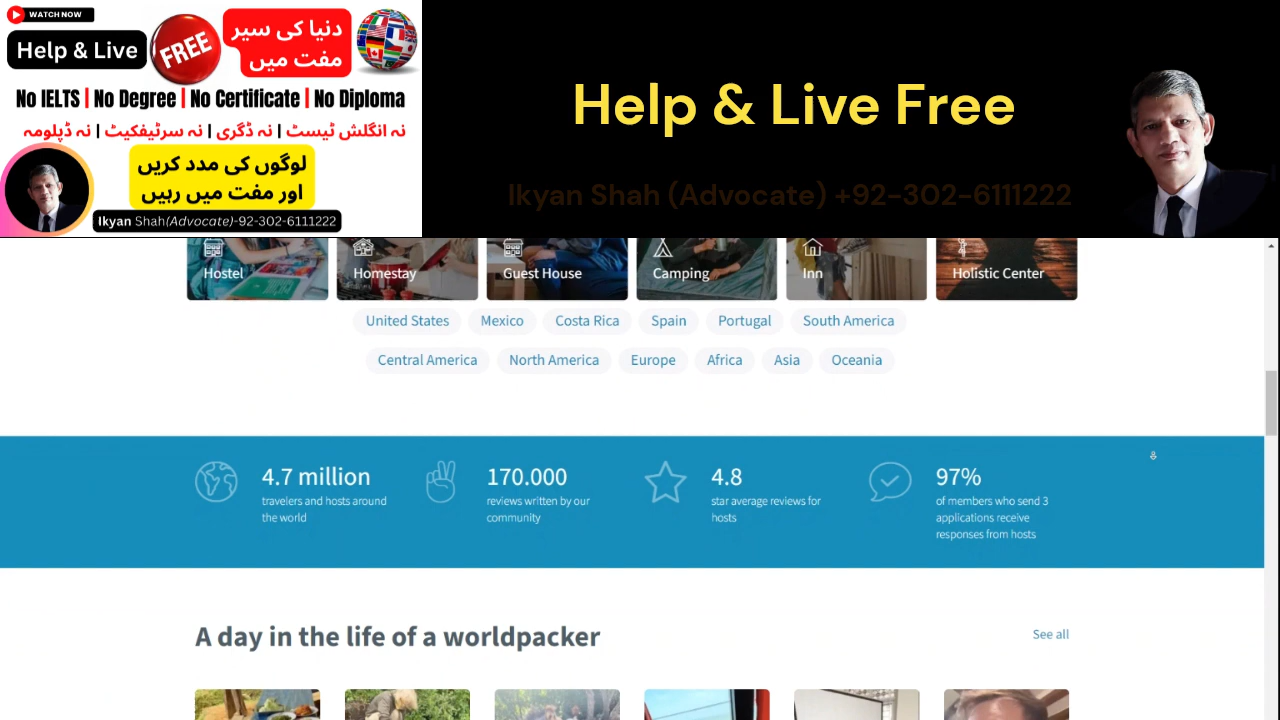 WATCH NOW
Help & Live
FREE
دنیا کی سیر
مفت میں
No IELTS | No Degree | No Certificate | No Diploma
نہ انگلش ٹیسٹ | نہ ڈگری | نہ سرٹیفکیٹ | نہ ڈپلومہ
لوگوں کی مدد کریں
اور مفت میں رہیں
Ikyan Shah(Advocate)-92-302-6111222
Help & Live Free
Ikyan Shah (Advocate) +92-302-6111222
Hostel
Homestay
Guest House
Camping
Inn
Holistic Center
United States
Mexico
Costa Rica
Spain
Portugal
South America
Central America
North America
Europe
Africa
Asia
Oceania
4.7 million
travelers and hosts around
the world
170.000
reviews written by our
community
4.8
star average reviews for
hosts
97%
of members who send 3
applications receive
responses from hosts
A day in the life of a worldpacker
See all